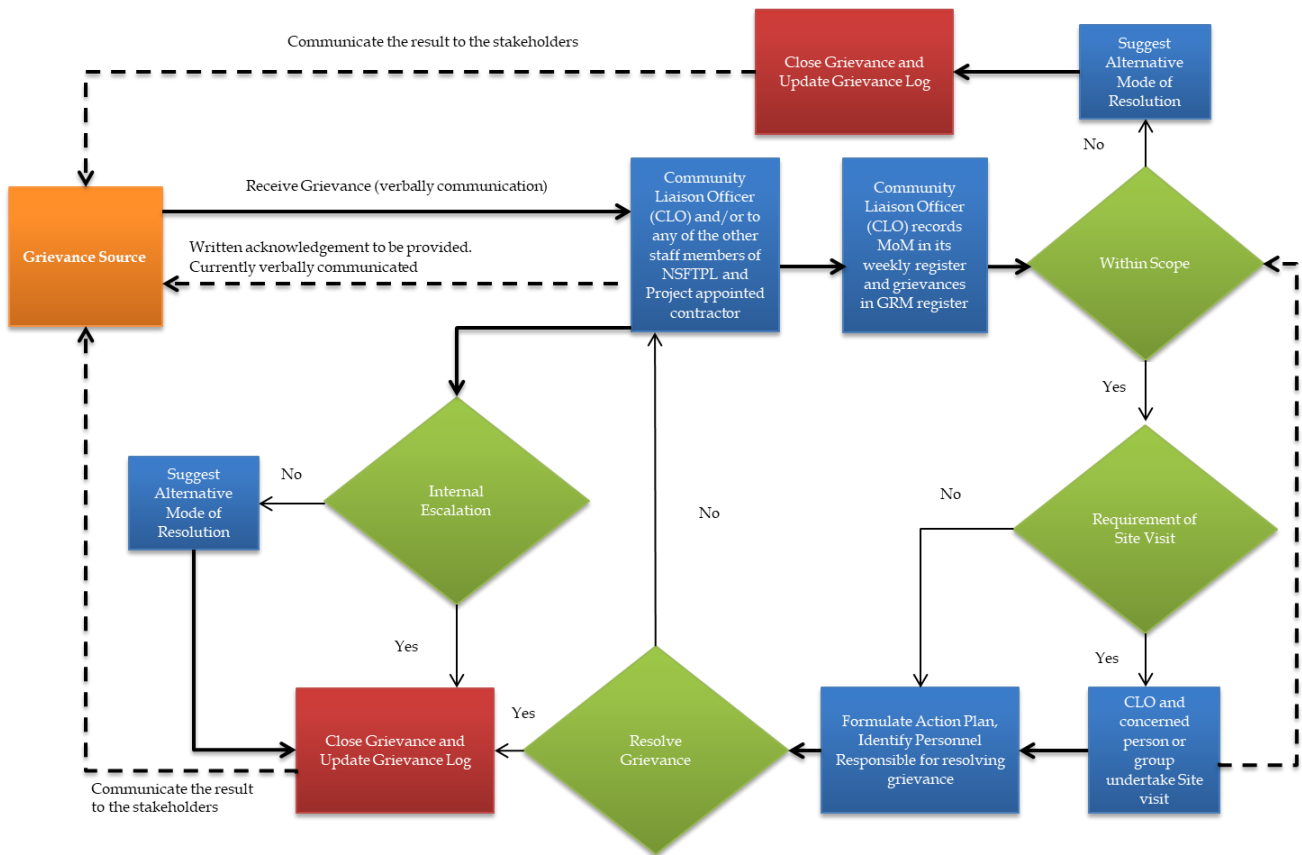 Communicate the result to the stakeholders
Close Grievance and
Update Grievance Log
Suggest
Alternative
Mode of
Resolution
No
Receive Grievance (verbally communication)
Grievance Source
Written acknowledgement to be provided.
Currently verbally communicated
Community
Liaison Officer
(CLO) and/or to
any of the other
staff members of
NSFTPL and
Project appointed
contractor
Community
Liaison Officer
(CLO) records
MoM in its
weekly register
and grievances
in GRM register
Within Scope
Yes
Suggest
Alternative
Mode of
Resolution
No
Internal
Escalation
No
No
Requirement of
Site Visit
Yes
Yes
Close Grievance and
Update Grievance Log
Yes
Resolve
Grievance
Formulate Action Plan,
Identify Personnel
Responsible for resolving
grievance
CLO and
concerned
person or
group
undertake Site
visit
Communicate the result
to the stakeholders